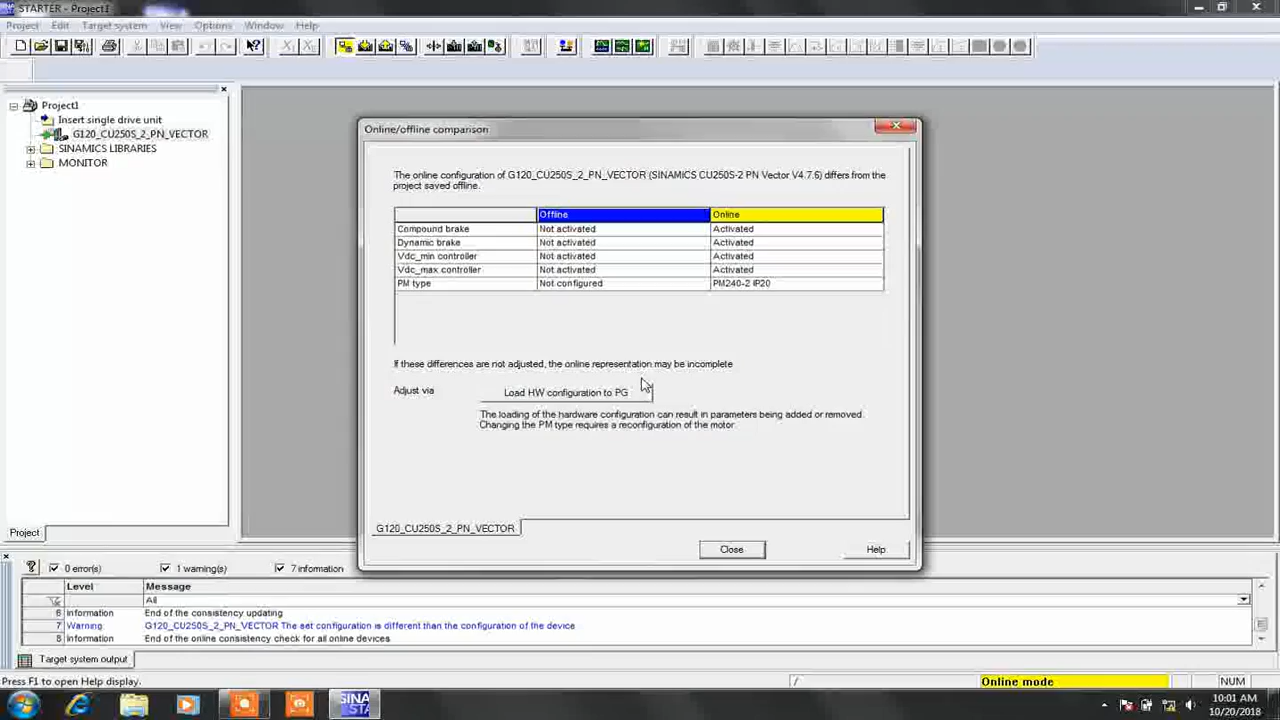 STARTER - Project1
Project Edit Target system View Options Window Help
Project1
Insert single drive unit
G120_CU250S_2_PN_VECTOR
SINAMICS LIBRARIES
MONITOR
Project
Online/offline comparison
The online configuration of G120_CU250S_2_PN_VECTOR (SINAMICS CU250S-2 PN Vector V4.7.6) differs from the
project saved offline.
Offline Online
Compound brake Not activated Activated
Dynamic brake Not activated Activated
Vdc_min controller Not activated Activated
Vdc_max controller Not activated Activated
PM type Not configured PM240-2 IP20
If these differences are not adjusted, the online representation may be incomplete
Adjust via Load HW configuration to PG
The loading of the hardware configuration can result in parameters being added or removed.
Changing the PM type requires a reconfiguration of the motor.
G120_CU250S_2_PN_VECTOR
Close Help
0 error(s) 1 warning(s) 7 information
Level Message
All
6 Information End of the consistency updating
7 Warning G120_CU250S_2_PN_VECTOR The set configuration is different than the configuration of the device
8 Information End of the online consistency check for all online devices
Target system output
Press F1 to open Help display. Online mode NUM
SINA
STAR
10:01 AM
10/20/2018